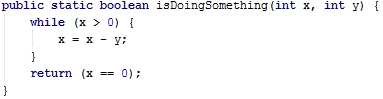 public static boolean isDoingSomething(int x, int y) {
    while (x > 0) {
        x = x - y;
    }
    return (x == 0);
}